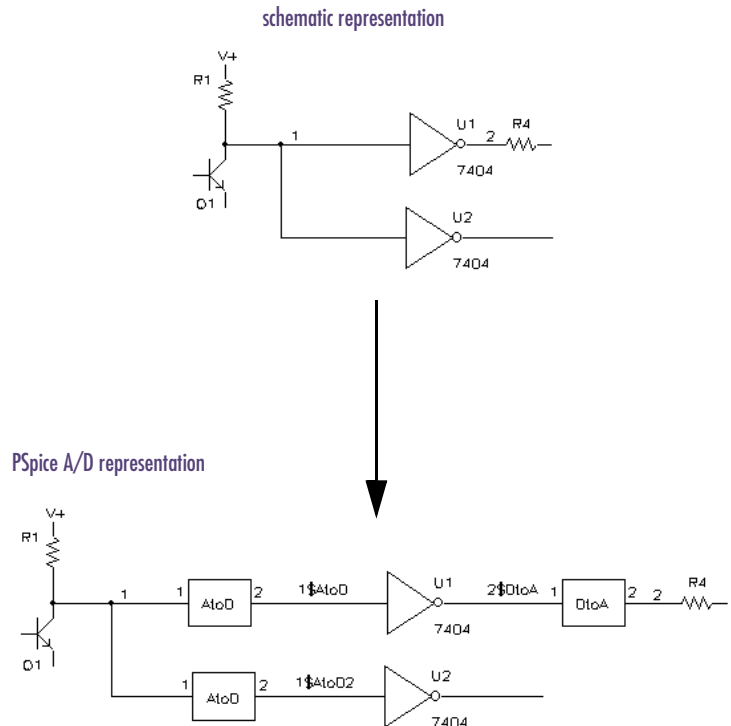 schematic representation
V+
R1
1
Q1
U1
2
R4
7404
U2
7404
PSpice A/D representation
V+
R1
1
Q1
1
AtoD
2
1$AtoD
U1
7404
2$DtoA
1
DtoA
2
2
R4
1
AtoD
2
1$AtoD2
U2
7404